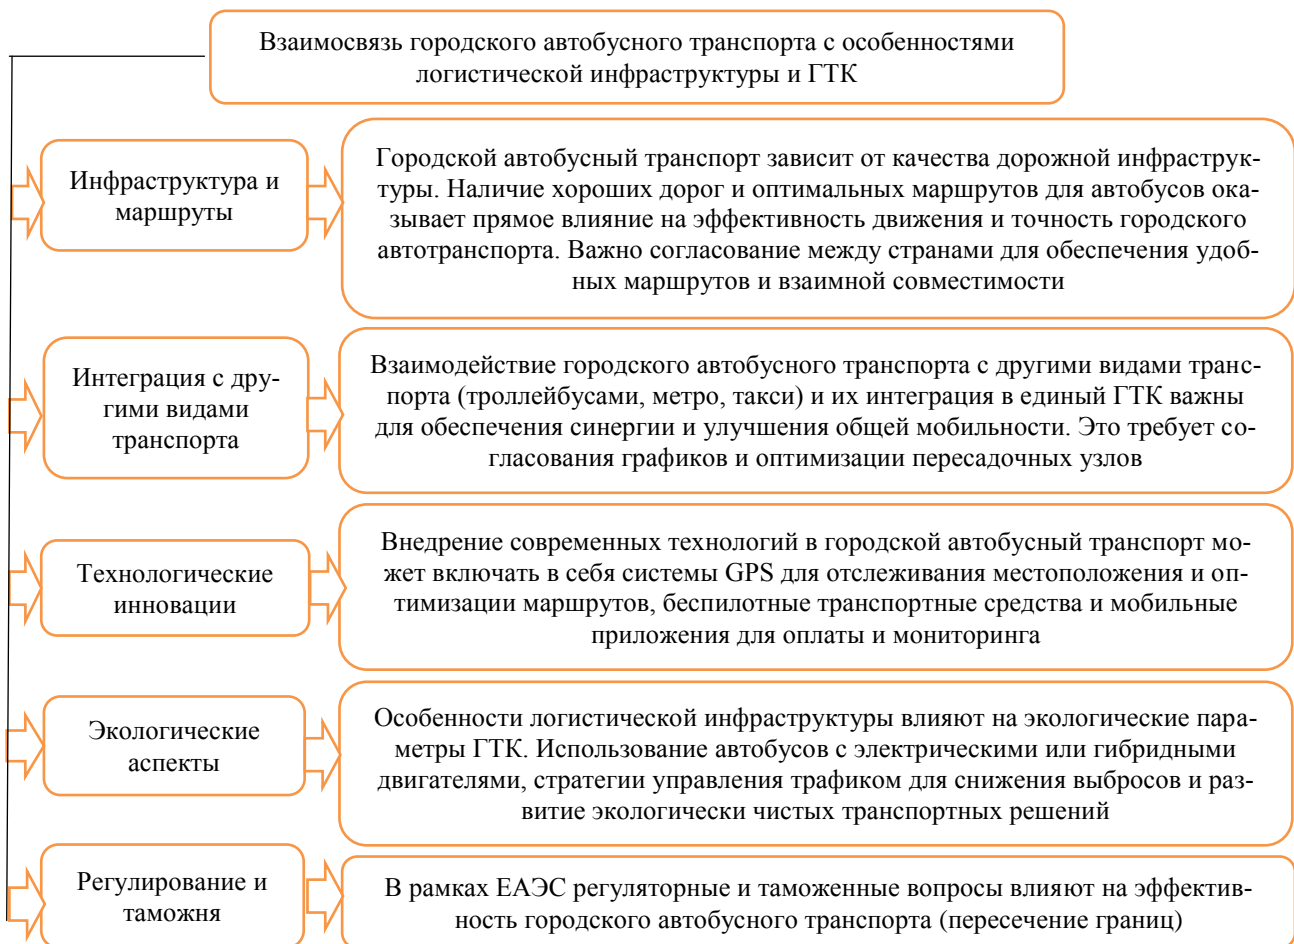 Взаимосвязь городского автобусного транспорта с особенностями
логистической инфраструктуры и ГТК
Инфраструктура и
маршруты
Городской автобусный транспорт зависит от качества дорожной инфраструк-
туры. Наличие хороших дорог и оптимальных маршрутов для автобусов ока-
зывает прямое влияние на эффективность движения и точность городского
автотранспорта. Важно согласование между странами для обеспечения удоб-
ных маршрутов и взаимной совместимости
Интеграция с дру-
гими видами
транспорта
Взаимодействие городского автобусного транспорта с другими видами транс-
порта (троллейбусами, метро, такси) и их интеграция в единый ГТК важны
для обеспечения синергии и улучшения общей мобильности. Это требует со-
гласования графиков и оптимизации пересадочных узлов
Технологические
инновации
Внедрение современных технологий в городской автобусный транспорт мо-
жет включать в себя системы GPS для отслеживания местоположения и оп-
тимизации маршрутов, беспилотные транспортные средства и мобильные
приложения для оплаты и мониторинга
Экологические
аспекты
Особенности логистической инфраструктуры влияют на экологические пара-
метры ГТК. Использование автобусов с электрическими или гибридными
двигателями, стратегии управления трафиком для снижения выбросов и раз-
витие экологически чистых транспортных решений
Регулирование и
таможня
В рамках ЕАЭС регуляторные и таможенные вопросы влияют на эффектив-
ность городского автобусного транспорта (пересечение границ)